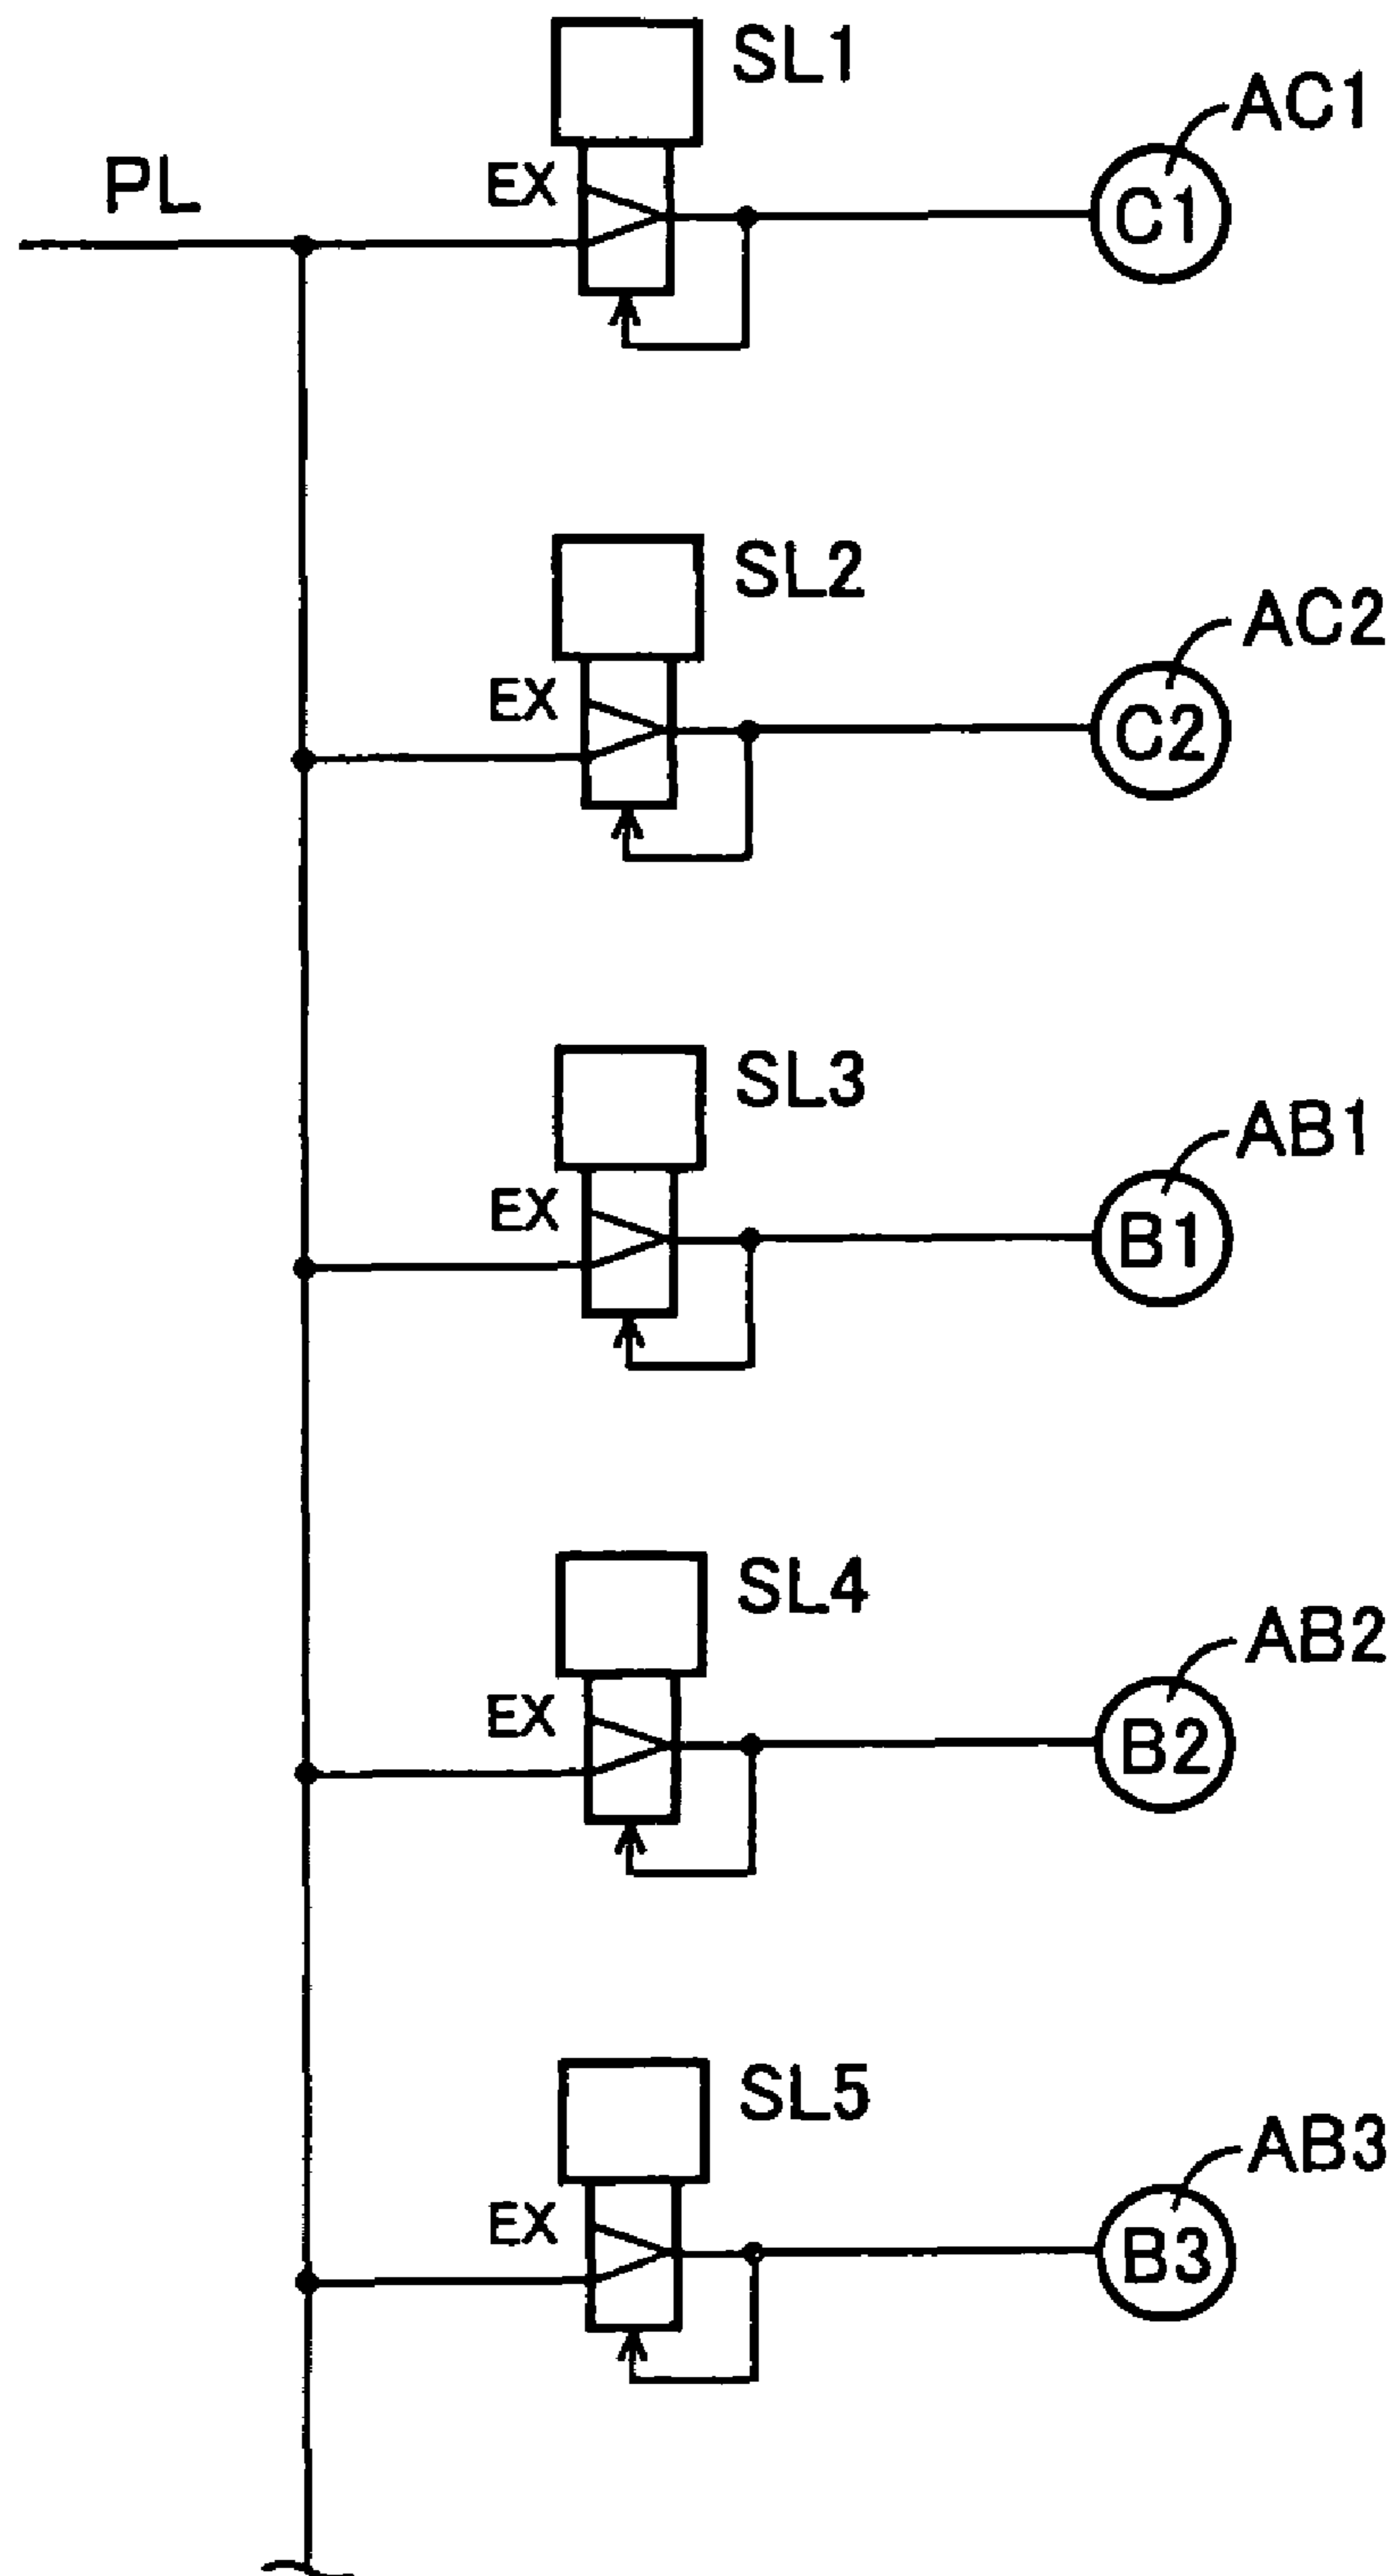 SL1
AC1
PL
EX
C1
SL2
AC2
EX
C2
SL3
AB1
EX
B1
SL4
AB2
EX
B2
SL5
AB3
EX
B3